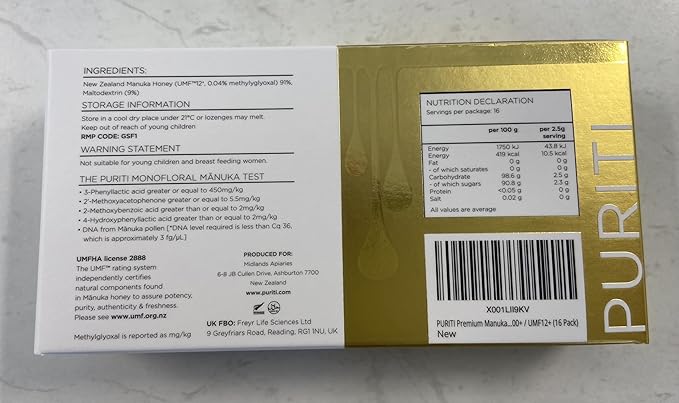 INGREDIENTS:
New Zealand Manuka Honey (UMF™12⁺, 0.04% methylyglyoxal) 91%,
Maltodextrin (9%)
STORAGE INFORMATION
Store in a cool dry place under 21°C or lozenges may melt.
Keep out of reach of young children
RMP CODE: GSF1
WARNING STATEMENT
Not suitable for young children and breast feeding women.
THE PURITI MONOFLORAL MĀNUKA TEST
• 3-Phenyllactic acid greater or equal to 450mg/kg
• 2'-Methoxyacetophenone greater or equal to 5.5mg/kg
• 2-Methoxybenzoic acid greater than or equal to 2mg/kg
• 4-Hydroxyphenyllactic acid greater than or equal to 2mg/kg
• DNA from Mānuka pollen (*DNA level required is less than Cq 36,
which is approximately 3 fg/μL)
UMFHA license 2888
The UMF™ rating system
independently certifies
natural components found
in Mānuka honey to assure potency,
purity, authenticity & freshness.
Please see www.umf.org.nz
Methylglyoxal is reported as mg/kg
PRODUCED FOR:
Midlands Apiaries
6-8 JB Cullen Drive, Ashburton 7700
New Zealand
www.puriti.com
UK FBO: Freyr Life Sciences Ltd
9 Greyfriars Road, Reading, RG1 1NU, UK
NUTRITION DECLARATION
Servings per package: 16
per 100 g per 2.5g serving
Energy 1750 kJ 43.8 kJ
Energy 419 kcal 10.5 kcal
Fat 0 g 0 g
- of which saturates 0 g 0 g
Carbohydrate 98.6 g 2.5 g
- of which sugars 90.8 g 2.3 g
Protein <0.05 g 0 g
Salt 0.02 g 0 g
All values are average
X001LII9KV
PURITI Premium Manuka...00+ / UMF12+ (16 Pack)
New
PURITI